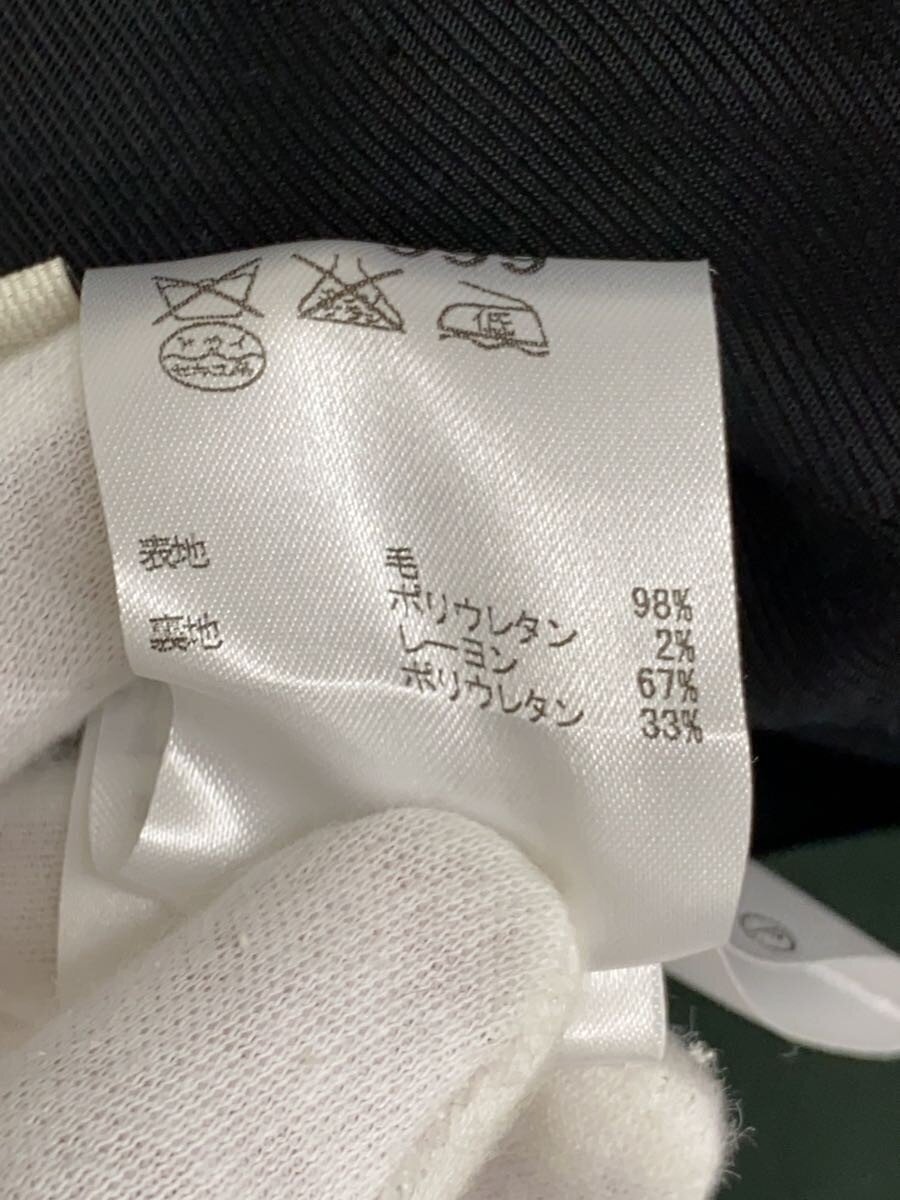 低
ドライ
セキユ系
表地 毛 98%
ポリウレタン 2%
裏地 レーヨン 67%
ポリウレタン 33%